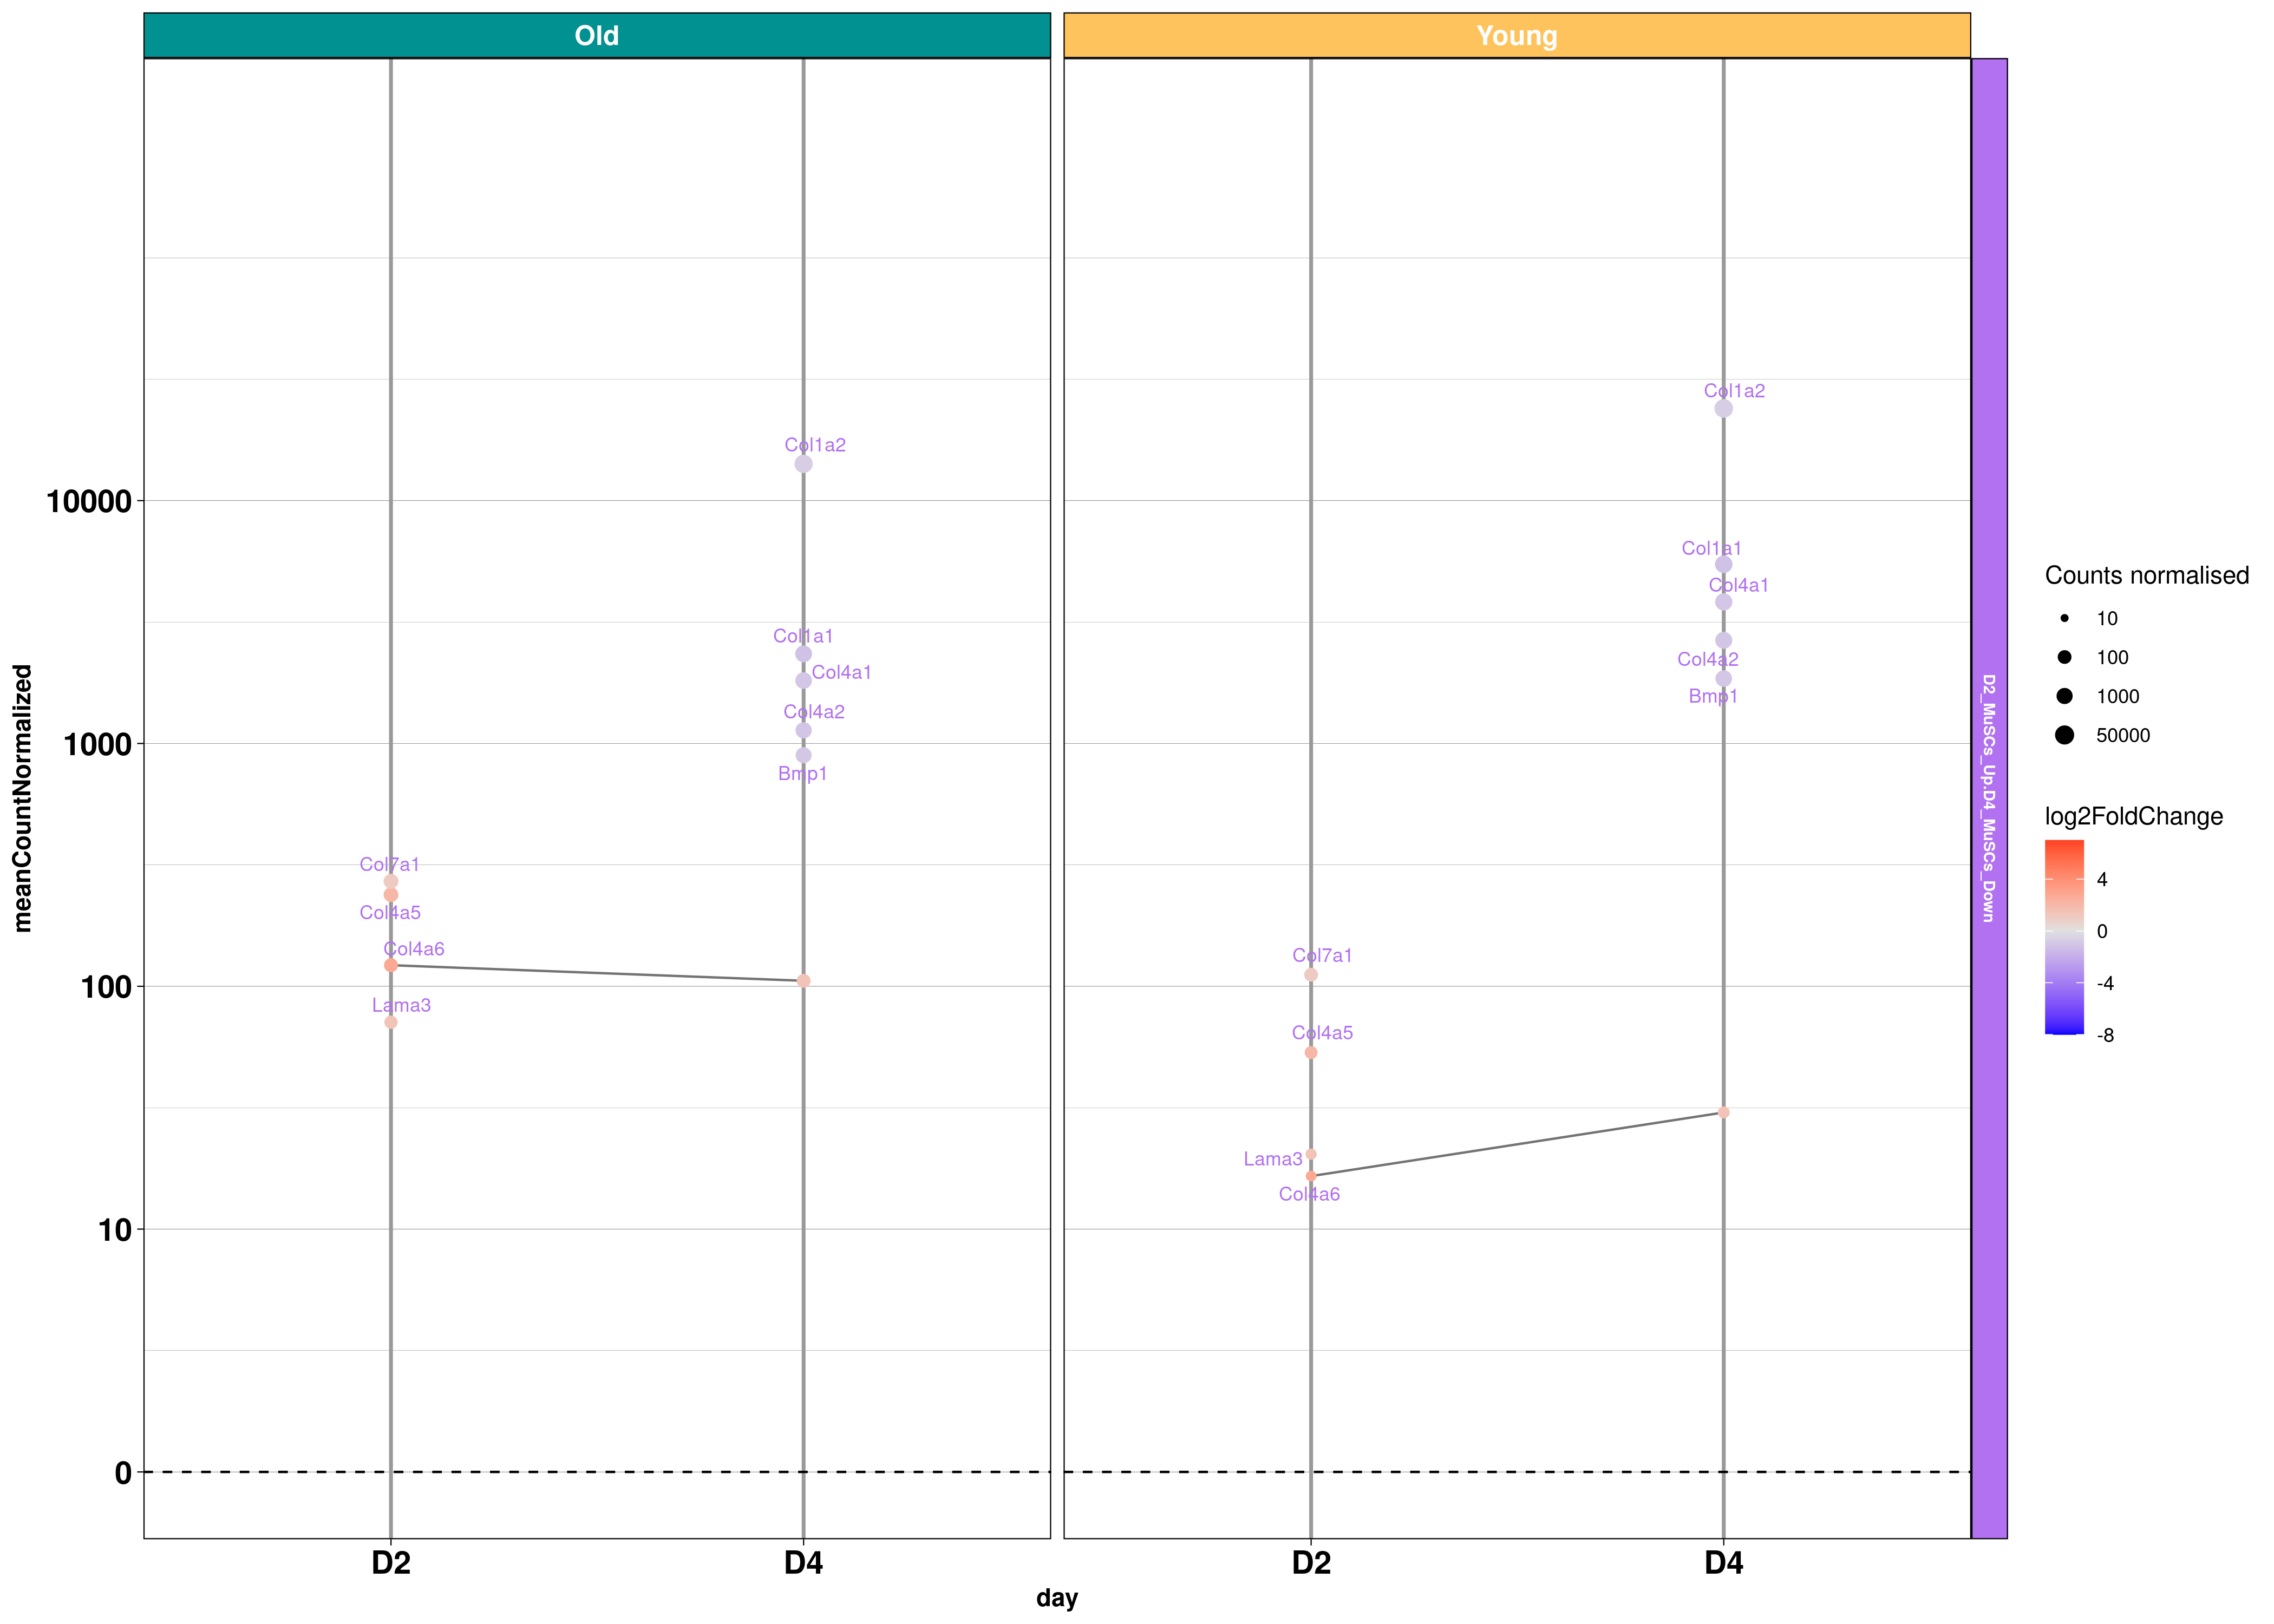 Old
Young
Col1a2
Col1a2
10000
Col1a1
Col4a1
Col1a1
Col4a1
Col4a2
Col4a2
Bmp1
1000
Bmp1
Col7a1
Col4a5
Col4a6
Col7a1
100
Lama3
Col4a5
Lama3
Col4a6
10
0
D2
D4
D2
D4
day
meanCountNormalized
D2_MuSCs_Up.D4_MuSCs_Down
Counts normalised
10
100
1000
50000
log2FoldChange
4
0
-4
-8